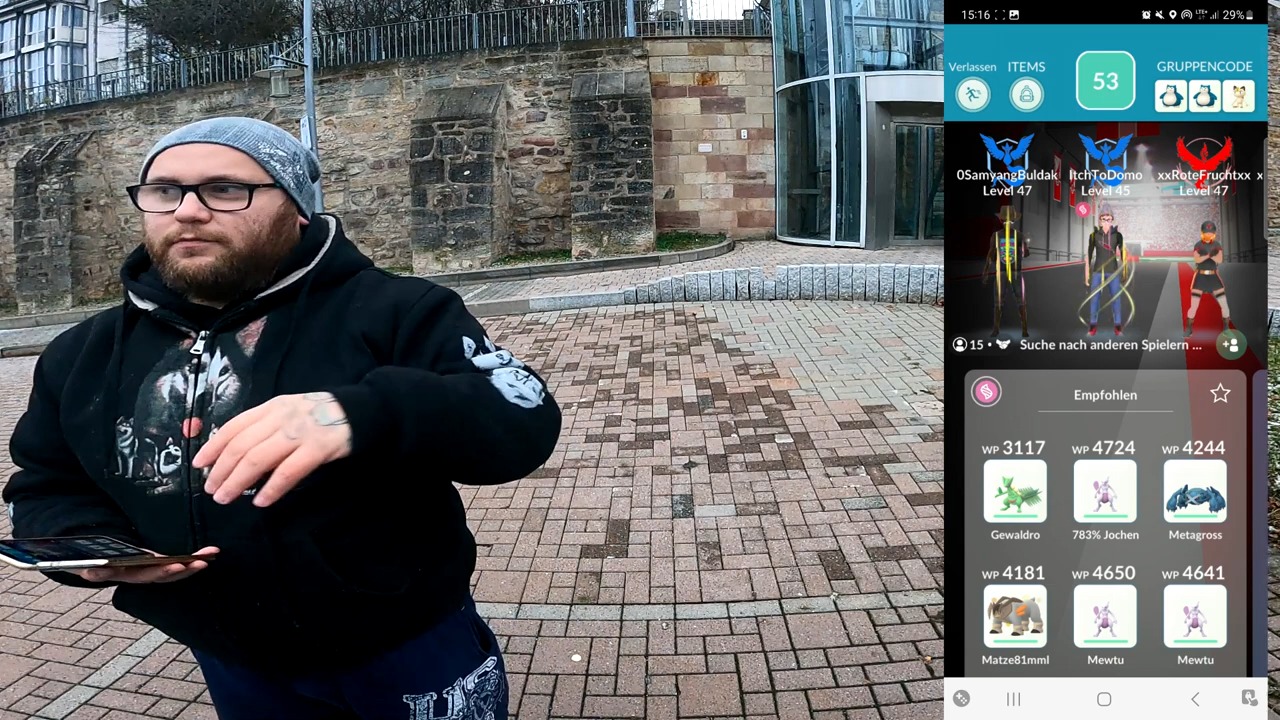 15:16
LTE+ 29%
Verlassen
ITEMS
53
GRUPPENCODE
0SamyangBuldak
Level 47
ItchToDomo
Level 45
xxRoteFruchtxx x
Level 47
15 • Suche nach anderen Spielern ...
Empfohlen
WP 3117
WP 4724
WP 4244
Gewaldro
783% Jochen
Metagross
WP 4181
WP 4650
WP 4641
Matze81mml
Mewtu
Mewtu